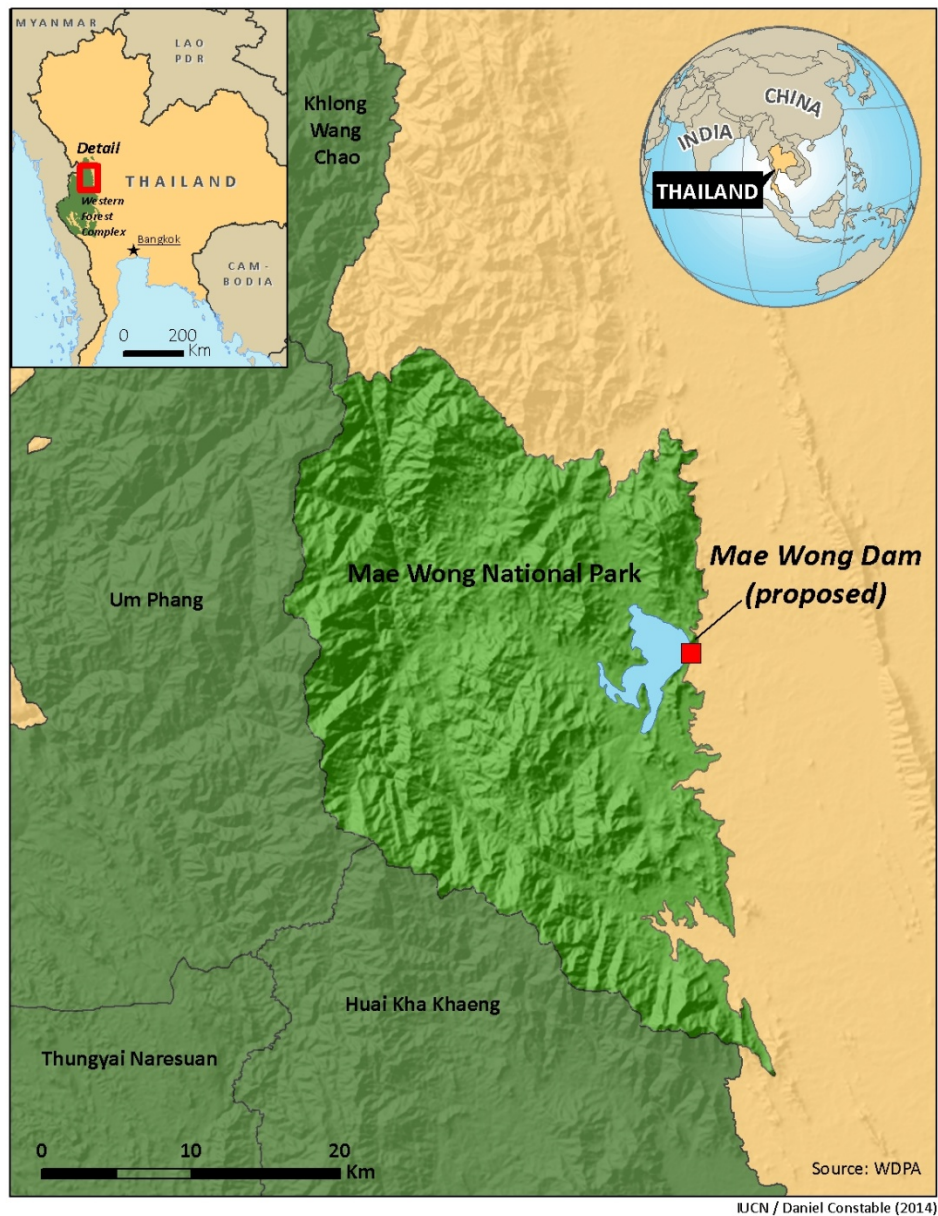 MYANMAR
LAO
PDR
Detail
THAILAND
Western
Forest
Complex
Bangkok
CAM-
BODIA
0 200
Km
Khlong
Wang
Chao
CHINA
INDIA
THAILAND
Mae Wong National Park
Mae Wong Dam
(proposed)
Um Phang
Huai Kha Khaeng
Thungyai Naresuan
0 10 20
Km
Source: WDPA
IUCN / Daniel Constable (2014)